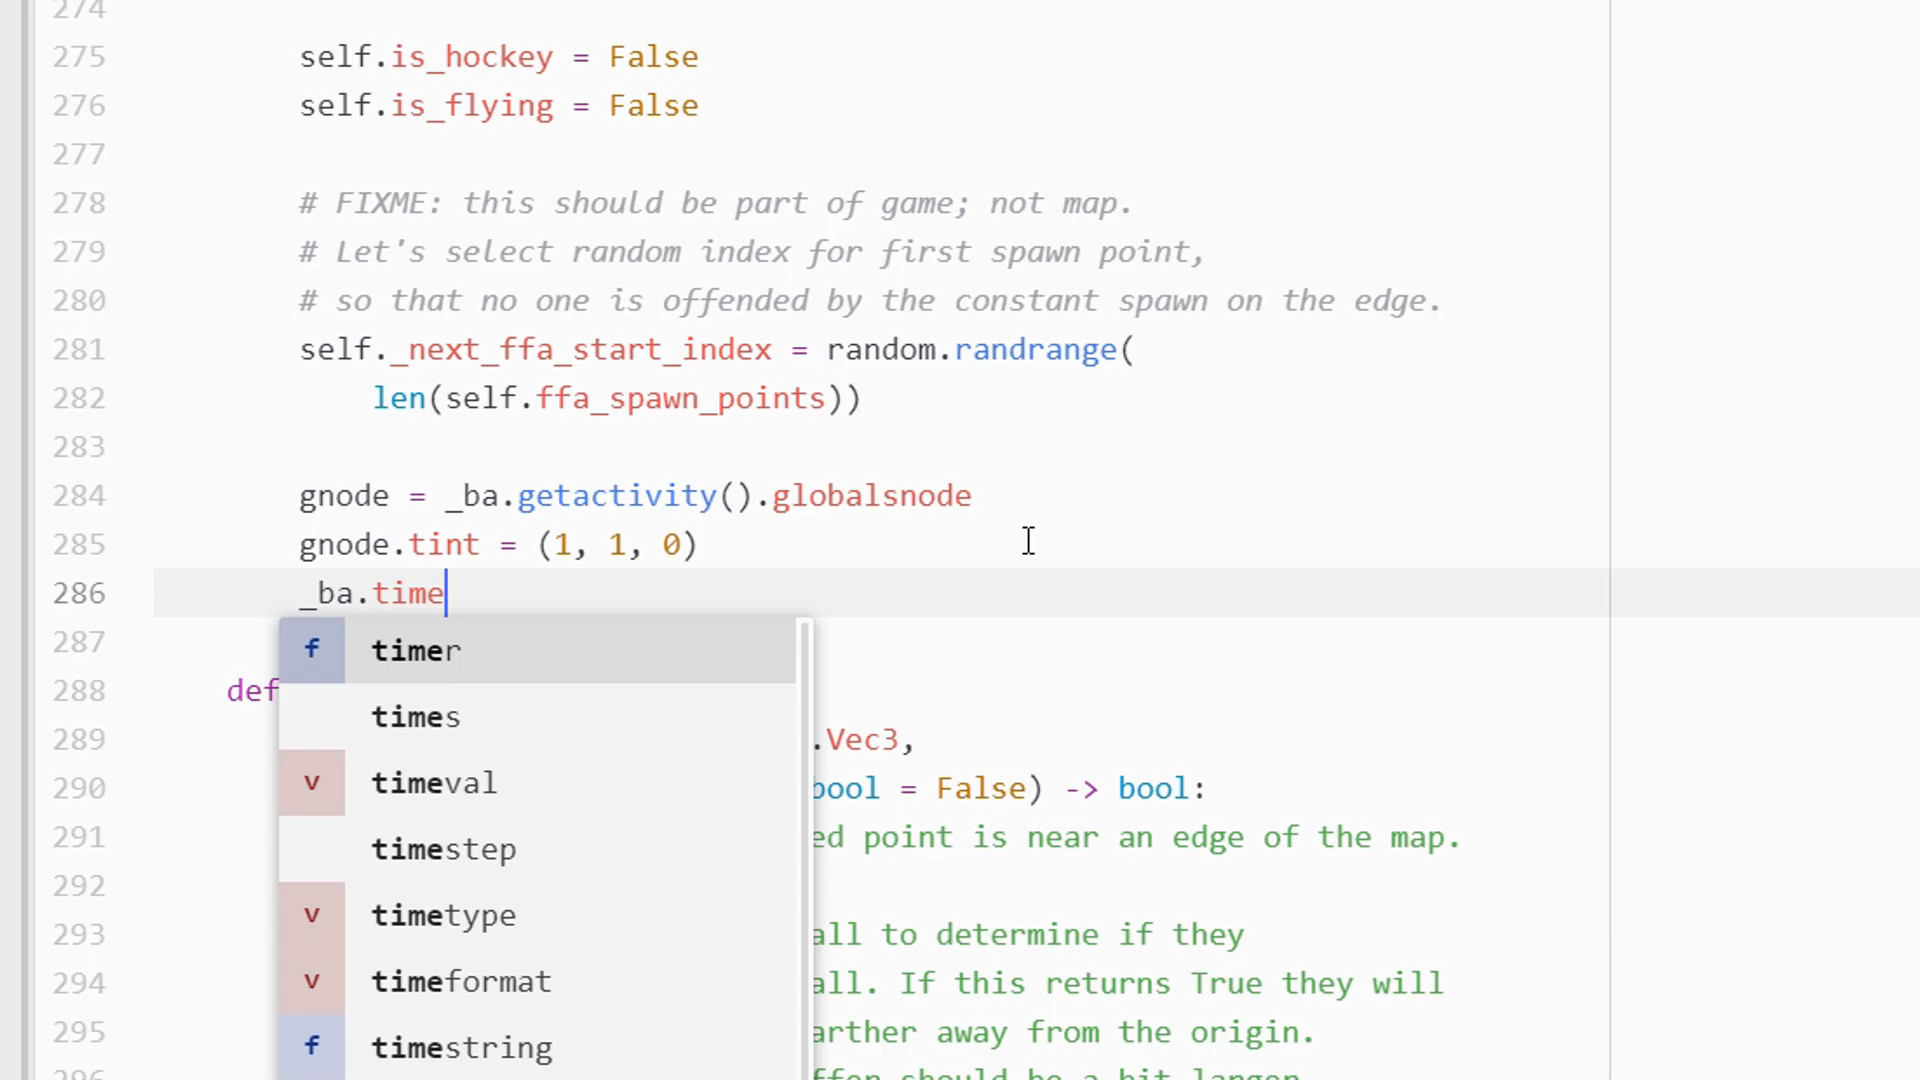 274
275 self.is_hockey = False
276 self.is_flying = False
277
278 # FIXME: this should be part of game; not map.
279 # Let's select random index for first spawn point,
280 # so that no one is offended by the constant spawn on the edge.
281 self._next_ffa_start_index = random.randrange(
282 len(self.ffa_spawn_points))
283
284 gnode = _ba.getactivity().globalsnode
285 gnode.tint = (1, 1, 0)
286 _ba.time
287
f timer
288 def
times
289 .Vec3,
v timeval
290 bool = False) -> bool:
291 ed point is near an edge of the map.
timestep
292
v timetype
293 all to determine if they
294 all. If this returns True they will
v timeformat
295 arther away from the origin.
f timestring
296 ffen should be a bit larger